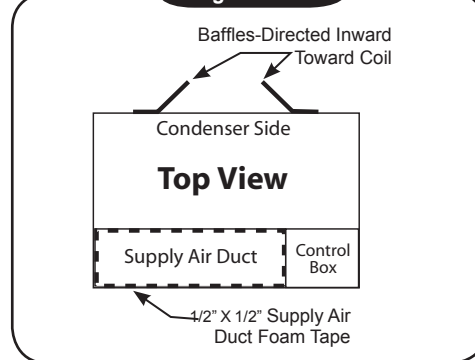 Baffles-Directed Inward
Toward Coil
Condenser Side
Top View
Supply Air Duct
Control
Box
1/2” X 1/2” Supply Air
Duct Foam Tape